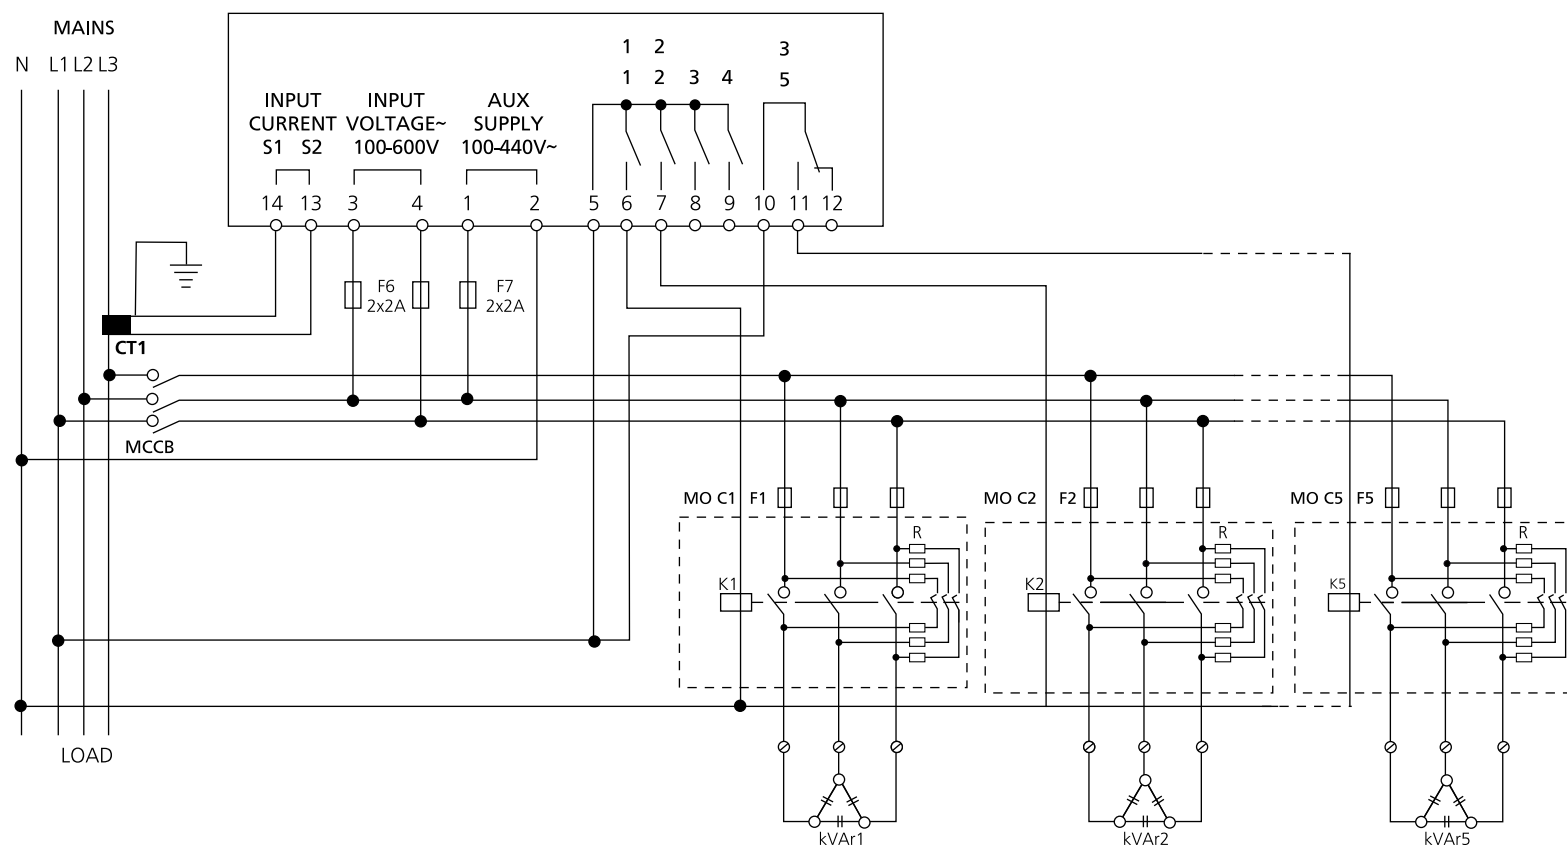 MAINS
N L1 L2 L3
1 2 3
1 2 3 4 5
INPUT INPUT AUX
CURRENT VOLTAGE~ SUPPLY
S1 S2 100-600V 100-440V~
14 13 3 4 1 2 5 6 7 8 9 10 11 12
F6 F7
2x2A 2x2A
CT1
MCCB
MO C1 F1 MO C2 F2 MO C5 F5
R R R
K1 K2 K5
LOAD
kVAr1 kVAr2 kVAr5